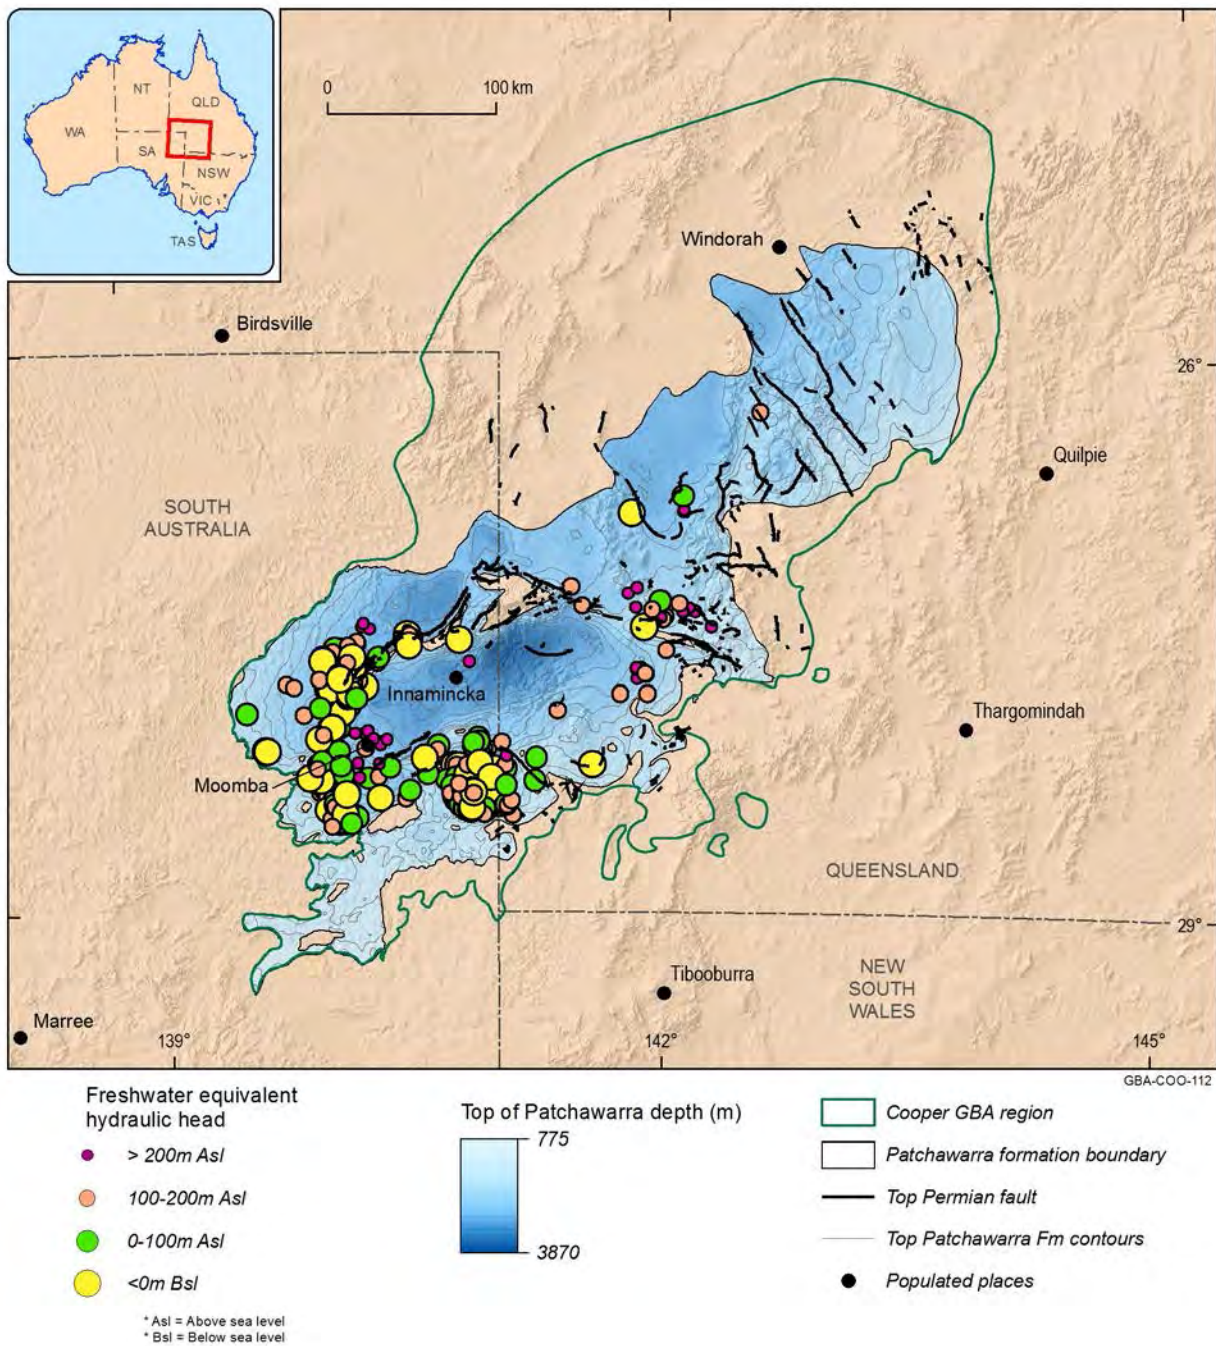 NT
QLD
WA
SA
NSW
VIC
TAS
0 100 km
Windorah
Birdsville
26°
Quilpie
SOUTH
AUSTRALIA
Innamincka
Thargomindah
Moomba
QUEENSLAND
29°
Tibooburra
NEW
SOUTH
WALES
Marree
139° 142° 145°
GBA-COO-112
Freshwater equivalent
hydraulic head
> 200m Asl
100-200m Asl
0-100m Asl
<0m Bsl
* Asl = Above sea level
* Bsl = Below sea level
Top of Patchawarra depth (m)
775
3870
Cooper GBA region
Patchawarra formation boundary
Top Permian fault
Top Patchawarra Fm contours
Populated places